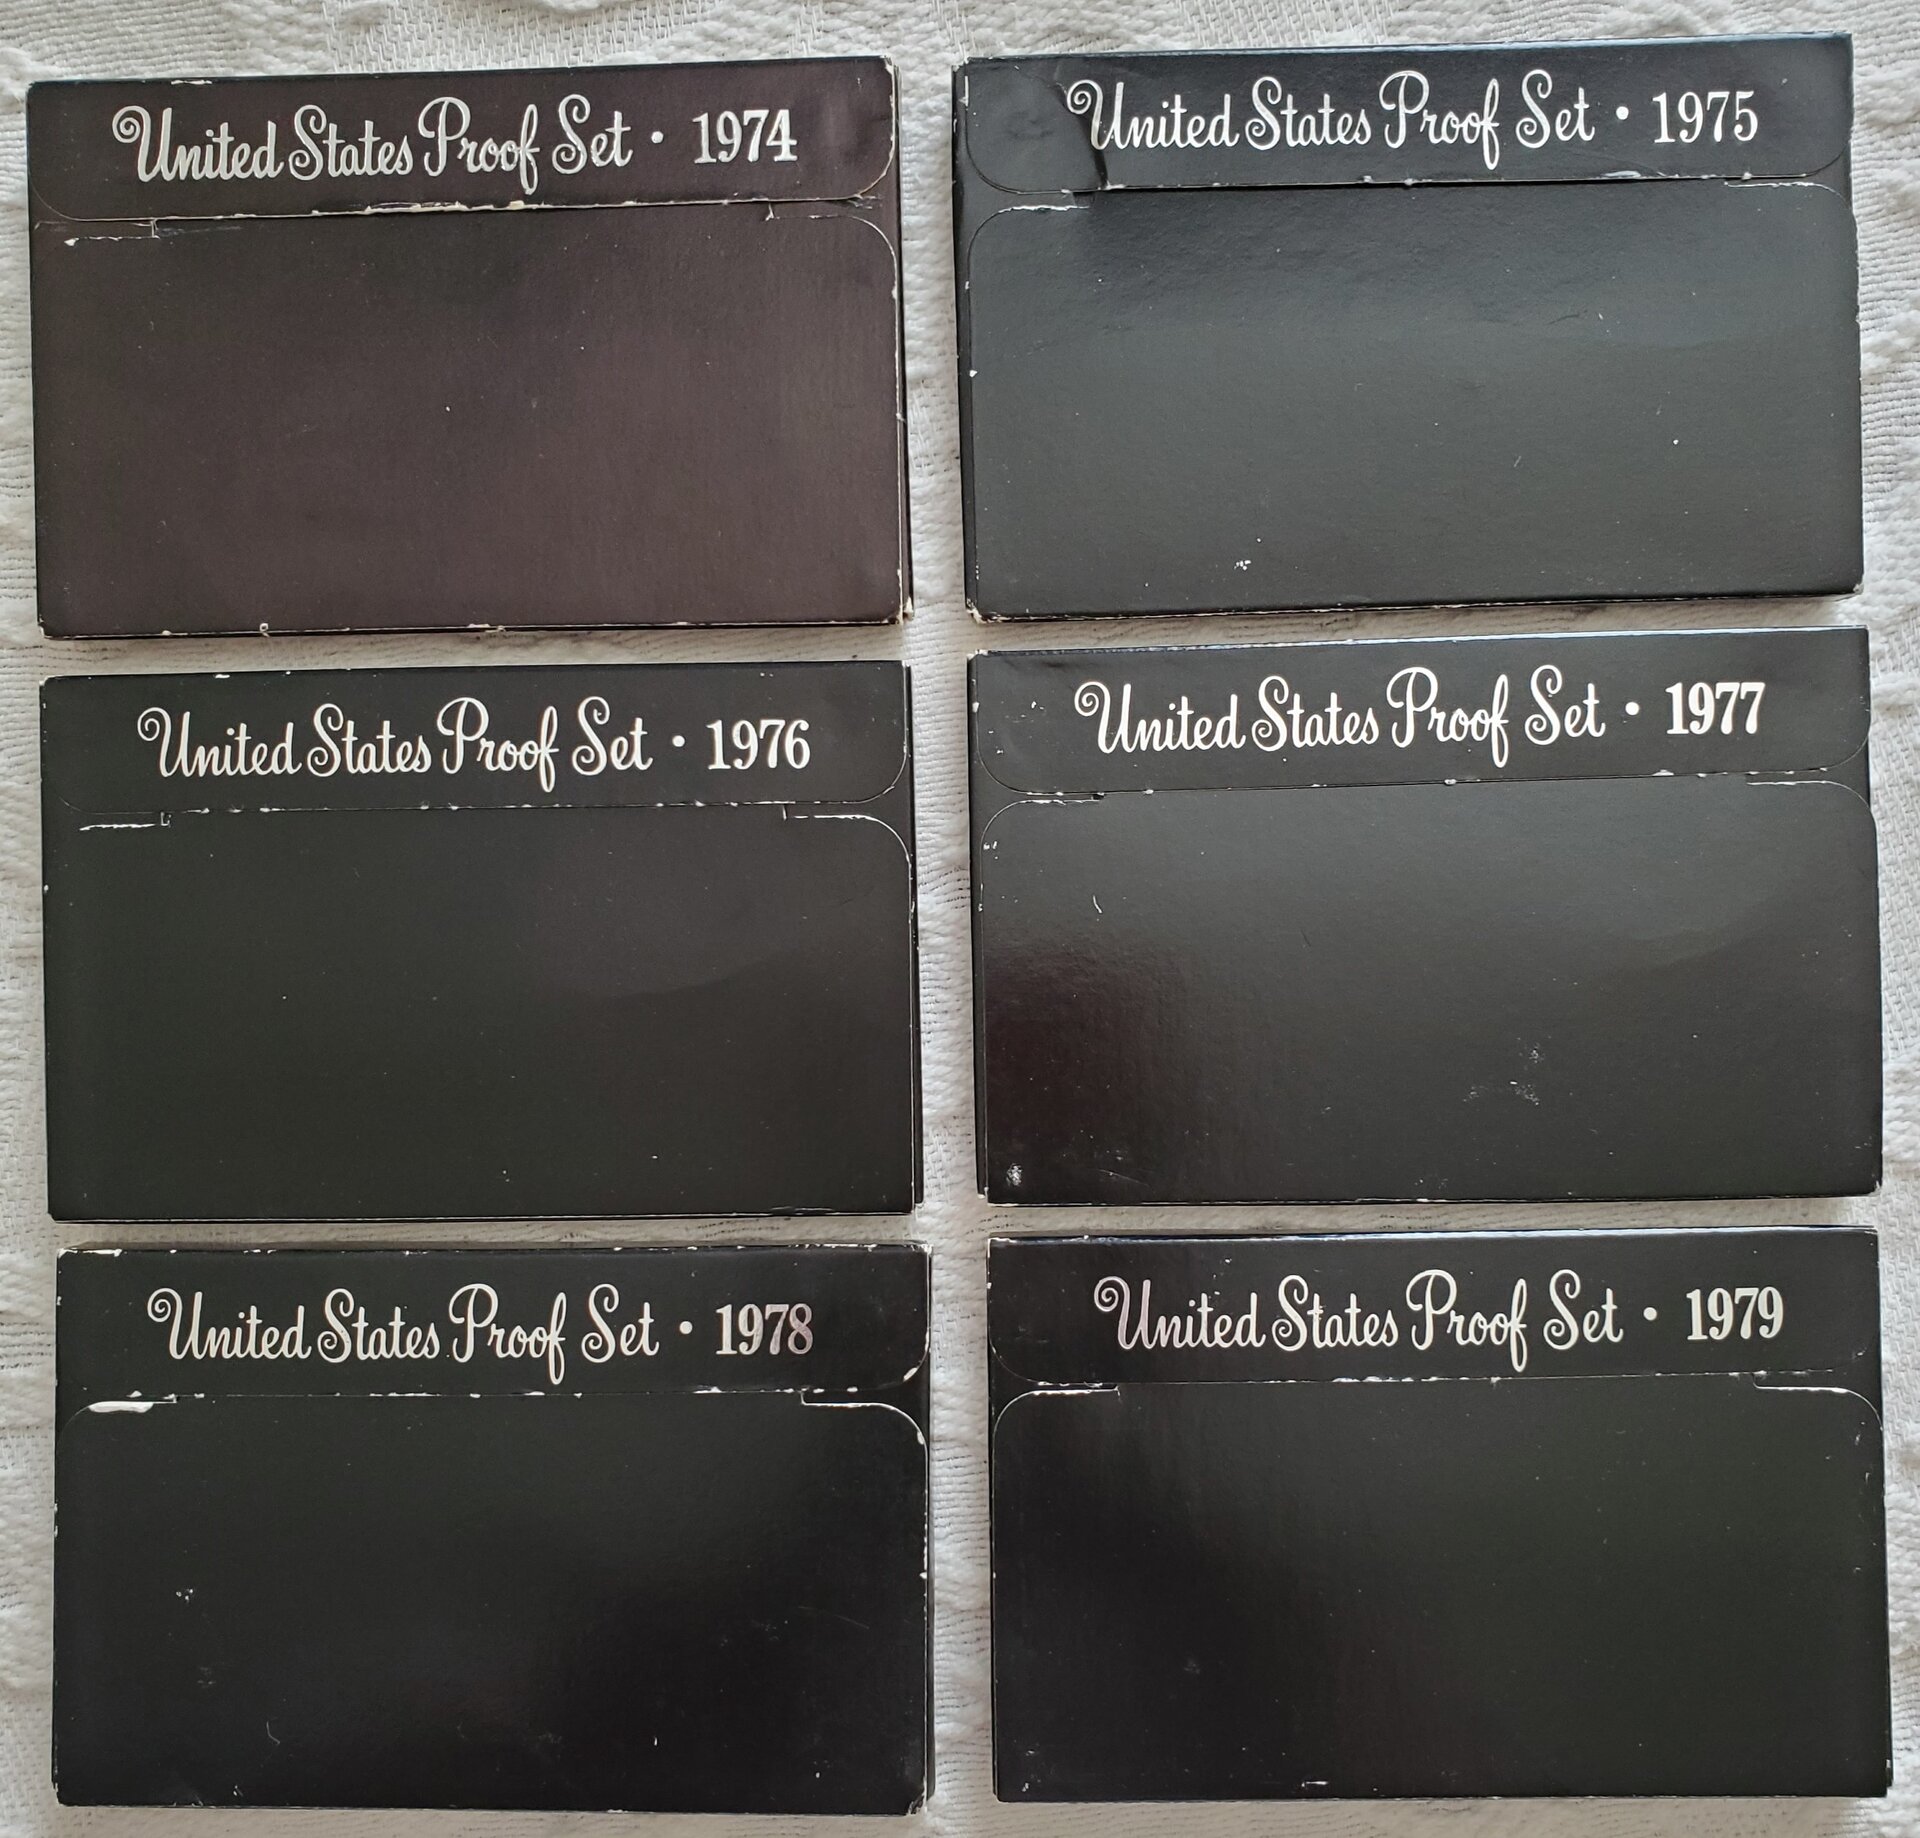 United States Proof Set • 1974
United States Proof Set • 1975
United States Proof Set • 1976
United States Proof Set • 1977
United States Proof Set • 1978
United States Proof Set • 1979